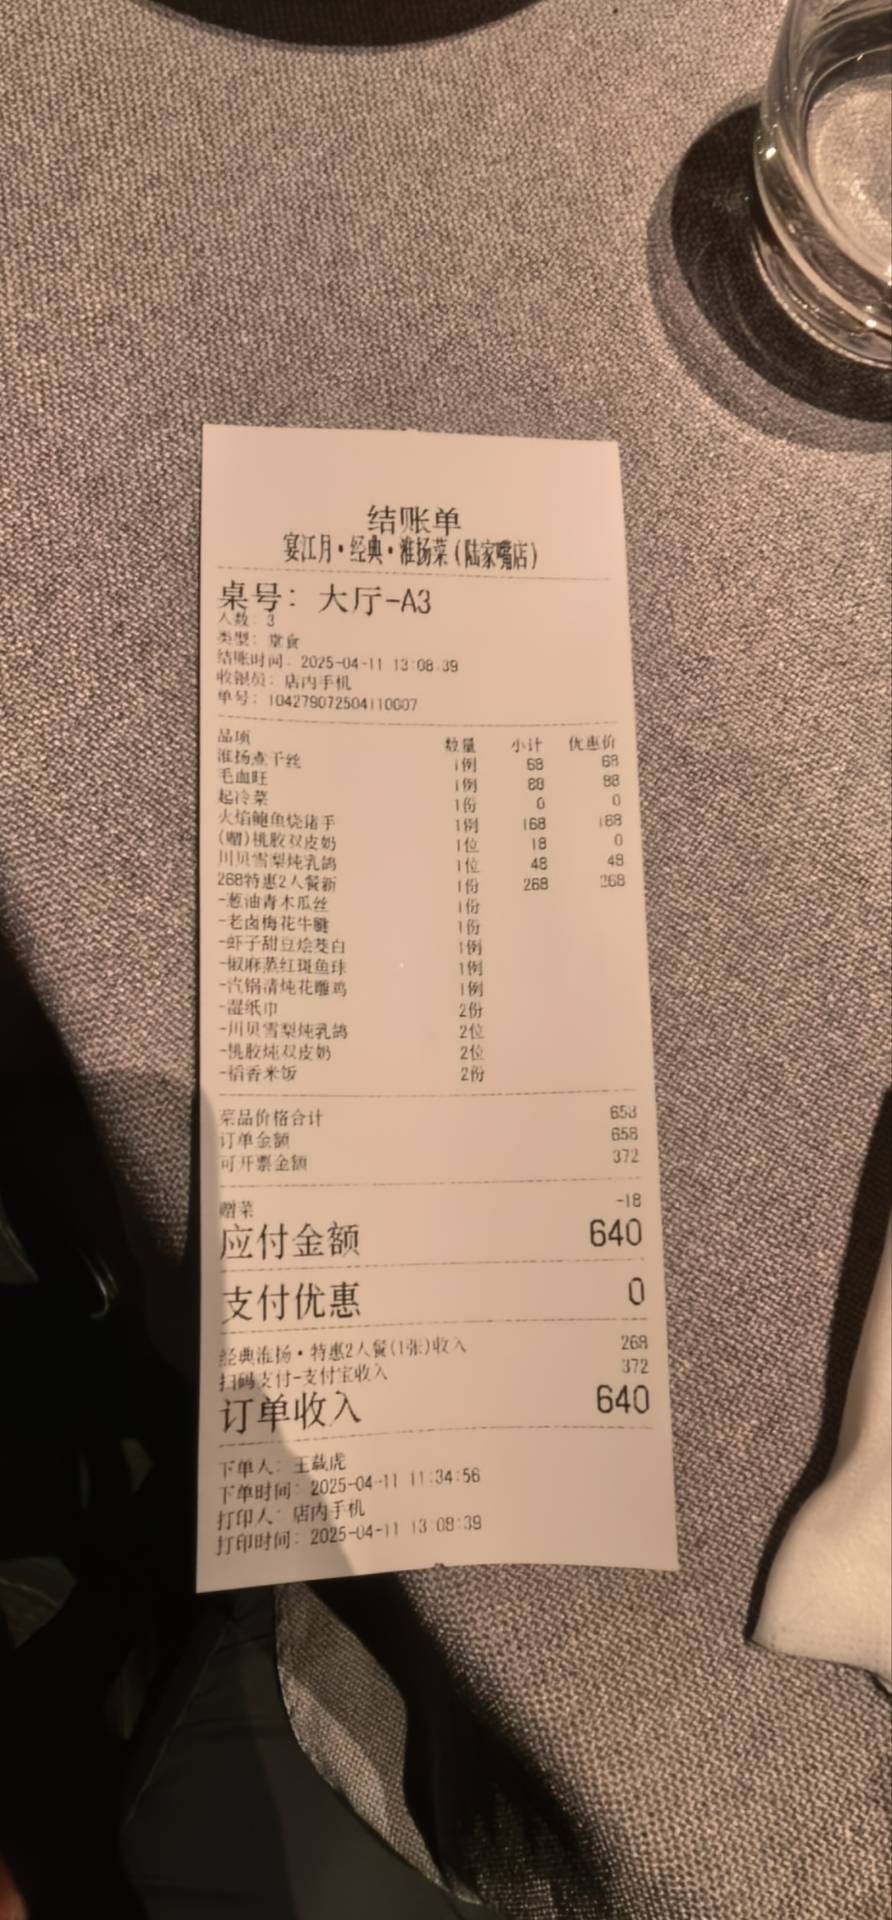 结账单
宴江月·经典·淮扬菜(陆家嘴店)
桌号: 大厅-A3
人数: 3
类型: 堂食
结账时间: 2025-04-11 13:08:39
收银员: 店内手机
单号: 104279072504110007
品项 数量 小计 优惠价
淮扬煮干丝 1例 68 68
毛血旺 1例 88 88
起冷菜 1份 0 0
火焰鲍鱼烧猪手 1例 168 168
(赠)桃胶双皮奶 1位 18 0
川贝雪梨炖乳鸽 1位 48 48
268特惠2人餐新 1份 268 268
-葱油青木瓜丝 1份
-老卤梅花牛腱 1份
-虾子甜豆烩茭白 1例
-椒麻蒸红斑鱼球 1例
-汽锅清炖花雕鸡 1例
-湿纸巾 2份
-川贝雪梨炖乳鸽 2位
-桃胶炖双皮奶 2位
-稻香米饭 2份
菜品价格合计 658
订单金额 658
可开票金额 372
赠菜 -18
应付金额 640
支付优惠 0
经典淮扬·特惠2人餐(1张)收入 268
扫码支付-支付宝收入 372
订单收入 640
下单人: 王载虎
下单时间: 2025-04-11 11:34:56
打印人: 店内手机
打印时间: 2025-04-11 13:08:39